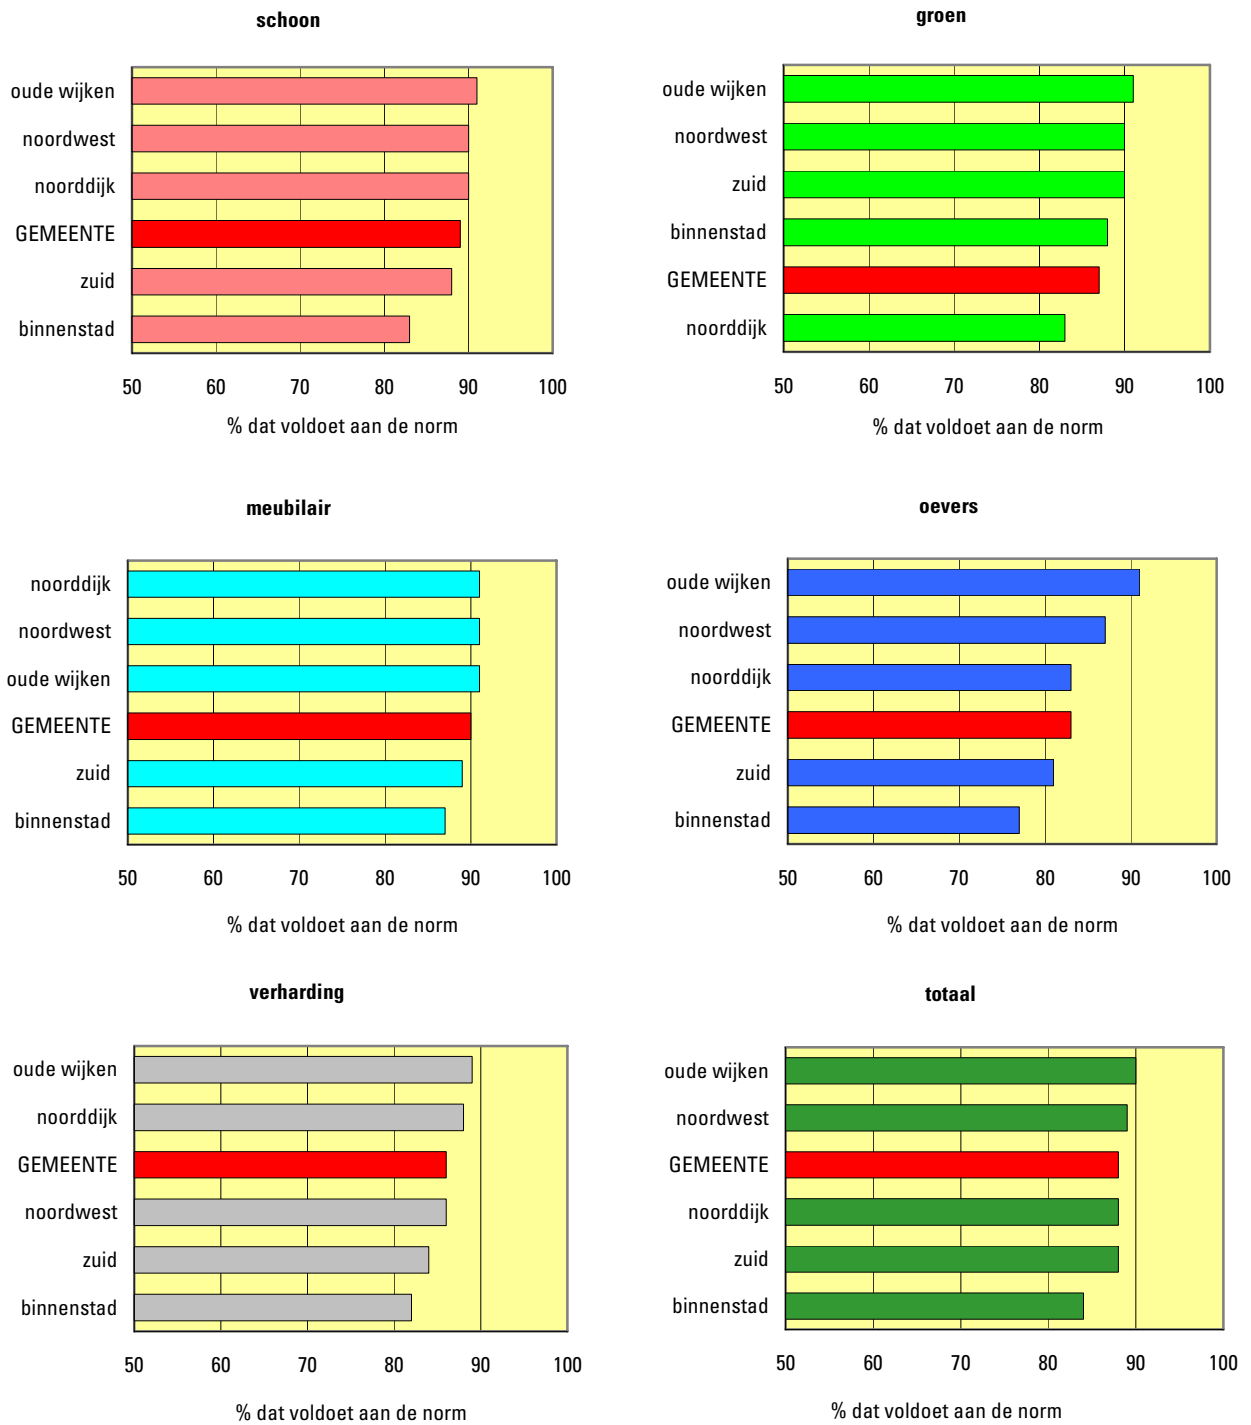 schoon
oude wijken
noordwest
noorddijk
GEMEENTE
zuid
binnenstad
50 60 70 80 90 100
% dat voldoet aan de norm
groen
oude wijken
noordwest
zuid
binnenstad
GEMEENTE
noorddijk
50 60 70 80 90 100
% dat voldoet aan de norm
meubilair
noorddijk
noordwest
oude wijken
GEMEENTE
zuid
binnenstad
50 60 70 80 90 100
% dat voldoet aan de norm
oevers
oude wijken
noordwest
noorddijk
GEMEENTE
zuid
binnenstad
50 60 70 80 90 100
% dat voldoet aan de norm
verharding
oude wijken
noorddijk
GEMEENTE
noordwest
zuid
binnenstad
50 60 70 80 90 100
% dat voldoet aan de norm
totaal
oude wijken
noordwest
GEMEENTE
noorddijk
zuid
binnenstad
50 60 70 80 90 100
% dat voldoet aan de norm